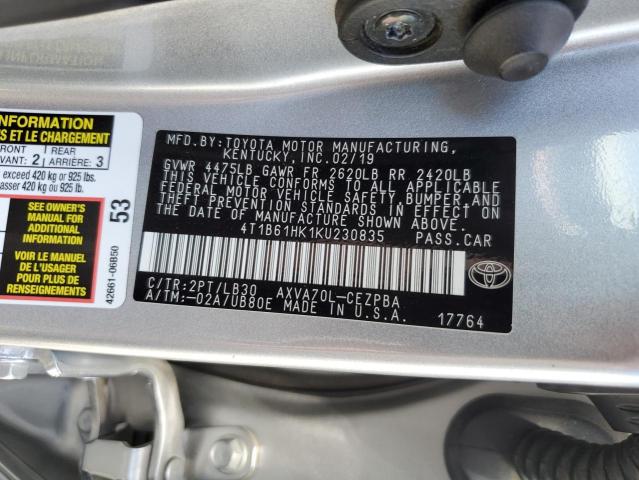 INFORMATION
S ET LE CHARGEMENT
FRONT
VANT: 2
REAR
ARRIÈRE: 3
exceed 420 kg or 925 lbs.
asser 420 kg ou 925 lb.
SEE OWNER'S
MANUAL FOR
ADDITIONAL
INFORMATION
VOIR LE MANUEL
DE L'USAGER
POUR PLUS DE
RENSEIGNEMENTS
53
42661-06B50
MFD.BY:TOYOTA MOTOR MANUFACTURING,
KENTUCKY,INC.02/19
GVWR 4475LB GAWR FR 2620LB RR 2420LB
THIS VEHICLE CONFORMS TO ALL APPLICABLE
FEDERAL MOTOR VEHICLE SAFETY,BUMPER,AND
THEFT PREVENTION STANDARDS IN EFFECT ON
THE DATE OF MANUFACTURE SHOWN ABOVE.
4T1B61HK1KU230835 PASS.CAR
C/TR:2PT/LB30 AXVA70L-CEZPBA
A/TM:-02A/UB80E MADE IN U.S.A.
17764
TOYOTA